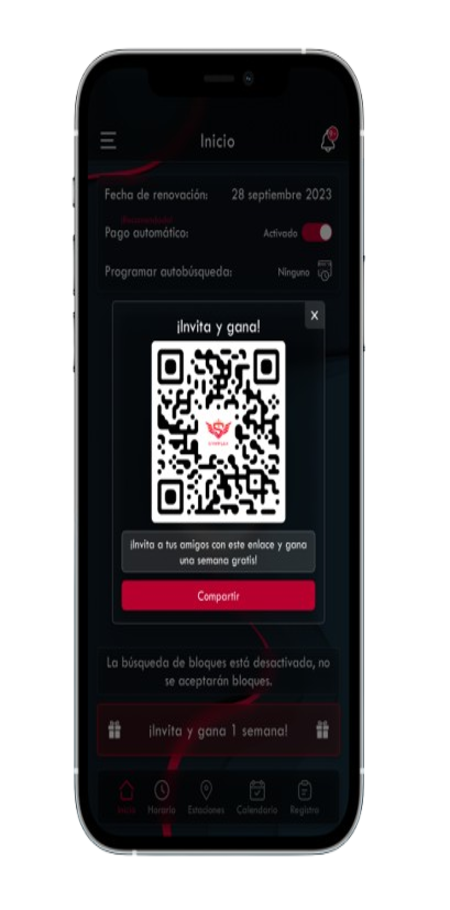 Inicio
Fecha de renovación: 28 septiembre 2023
Pago automático: Activado
Programar autobúsqueda: Ninguno
¡Invita y gana!
X
¡Invita a tus amigos con este enlace y gana
una semana gratis!
Compartir
La búsqueda de bloques está desactivada, no
se aceptarán bloques.
¡Invita y gana 1 semana!
Inicio Horario Estaciones Calendario Registro